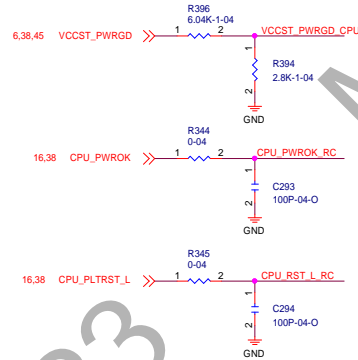 R396
6.04K-1-04
6,38,45 VCCST_PWRGD 1 2 VCCST_PWRGD_CPU
1
R394
2.8K-1-04
2
GND
R344
0-04
16,38 CPU_PWROK 1 2 CPU_PWROK_RC
1
C293
100P-04-O
2
GND
R345
0-04
16,38 CPU_PLTRST_L 1 2 CPU_RST_L_RC
1
C294
100P-04-O
2
GND